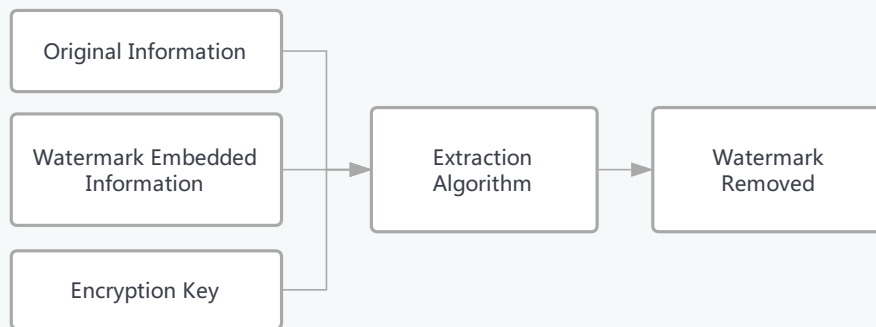 Original Information
Watermark Embedded
Information
Encryption Key
Extraction
Algorithm
Watermark
Removed